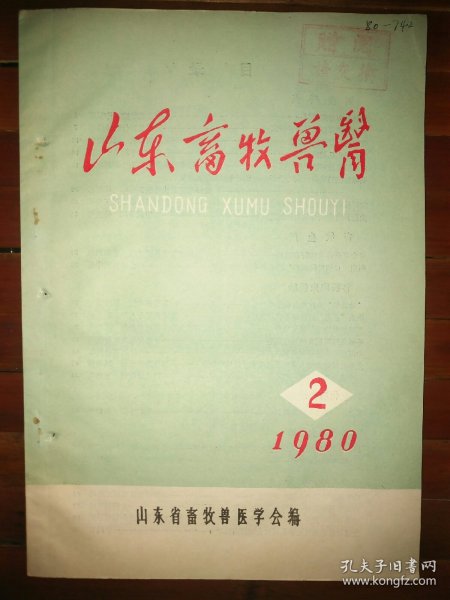 80-742
山东畜牧兽醫
SHANDONG XUMU SHOUYI
2
1980
山东省畜牧兽医学会编
孔夫子旧书网
www.kongfz.com